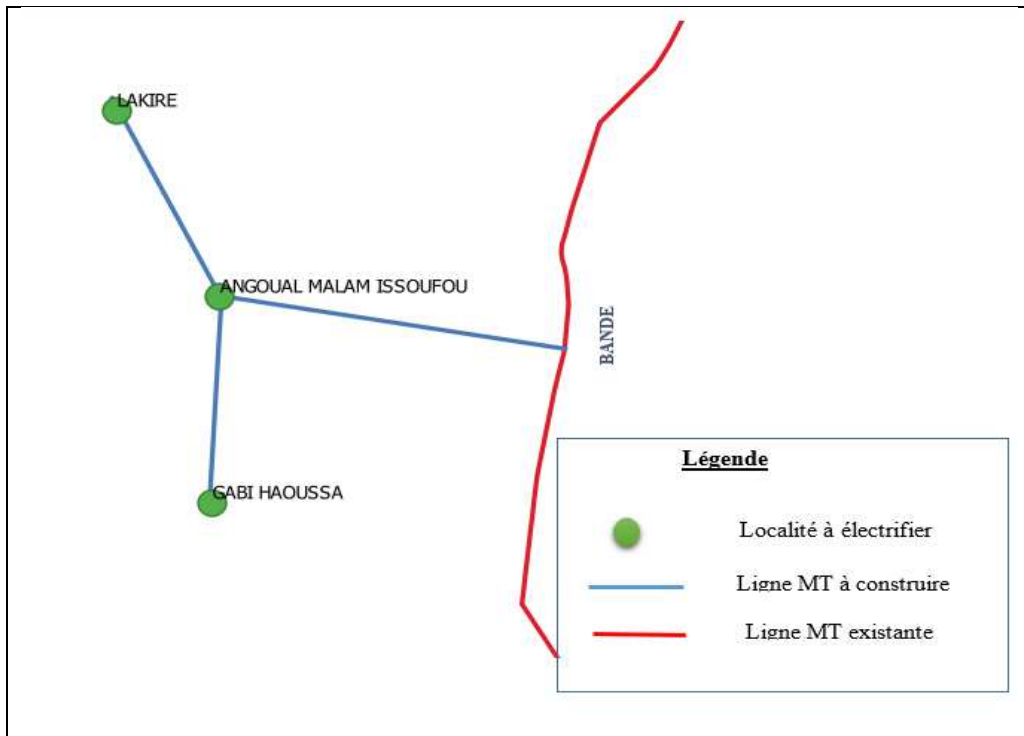 LAKIRE
ANGOUAL MALAM ISSOUFOU
BANDE
GABI HAOUSSA
Légende
Localité à électrifier
Ligne MT à construire
Ligne MT existante